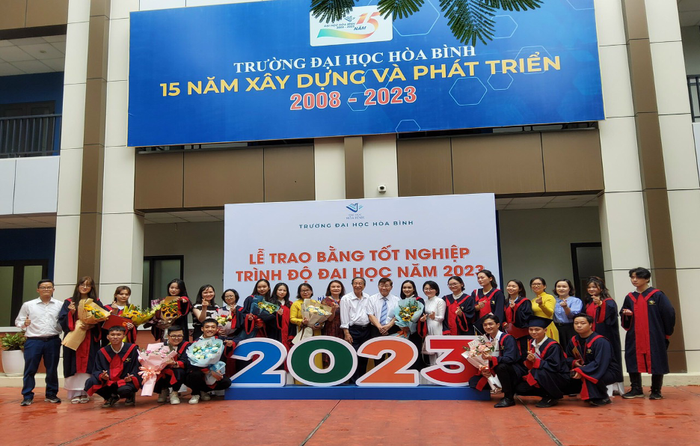 15
NĂM
TRƯỜNG ĐẠI HỌC HÒA BÌNH
15 NĂM XÂY DỰNG VÀ PHÁT TRIỂN
2008 - 2023
TRƯỜNG ĐẠI HỌC HÒA BÌNH
LỄ TRAO BẰNG TỐT NGHIỆP
TRÌNH ĐỘ ĐẠI HỌC NĂM 2023
2023